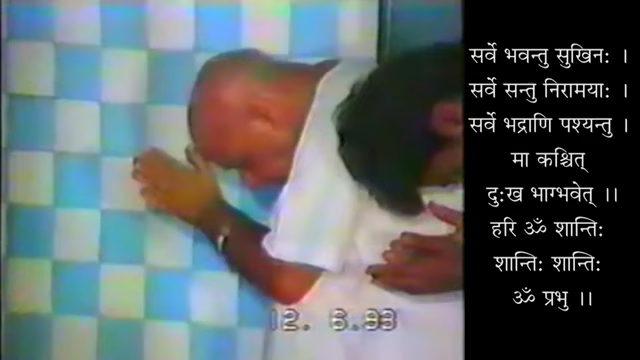 सर्वे भवन्तु सुखिनः ।
सर्वे सन्तु निरामयाः ।
सर्वे भद्राणि पश्यन्तु ।
मा कश्चित्
दुःख भाग्भवेत् ।।
हरि ॐ शान्तिः
शान्तिः शान्तिः
ॐ प्रभु ।।
12. 6.93